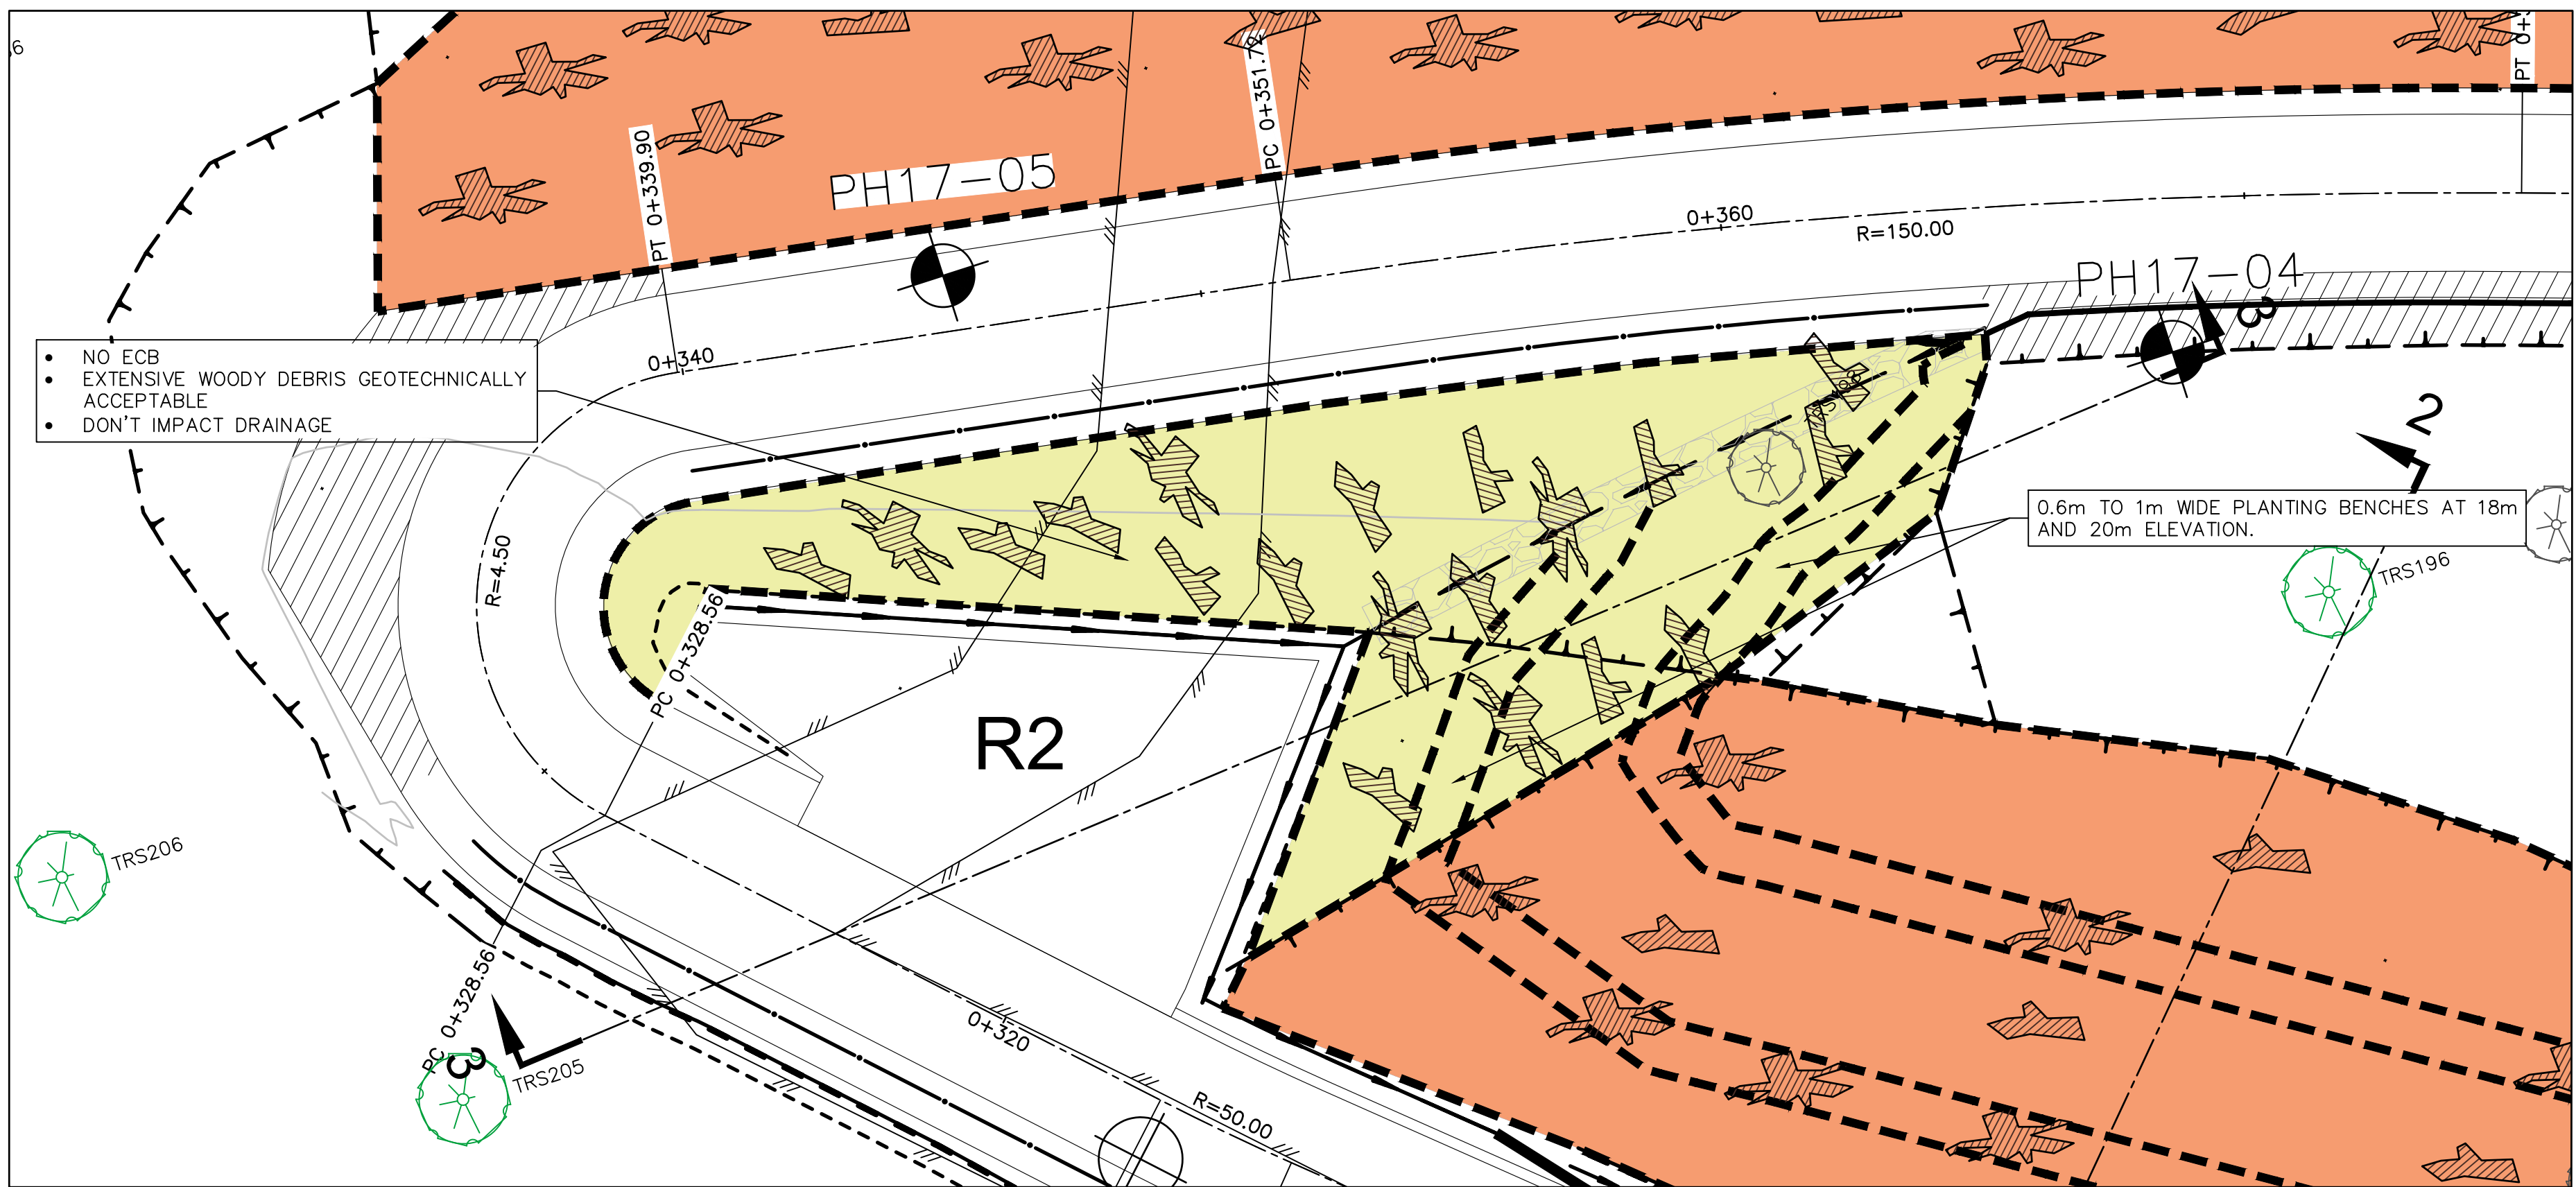 6
PT 0+339.90
PH17-05
PC 0+351.72
0+360
R=150.00
PH17-04
3
0+340
• NO ECB
• EXTENSIVE WOODY DEBRIS GEOTECHNICALLY
ACCEPTABLE
• DON'T IMPACT DRAINAGE
2
0.6m TO 1m WIDE PLANTING BENCHES AT 18m
AND 20m ELEVATION.
R=4.50
TRS196
PC 0+328.56
R2
TRS206
PC 0+328.56
3
TRS205
0+320
R=50.00